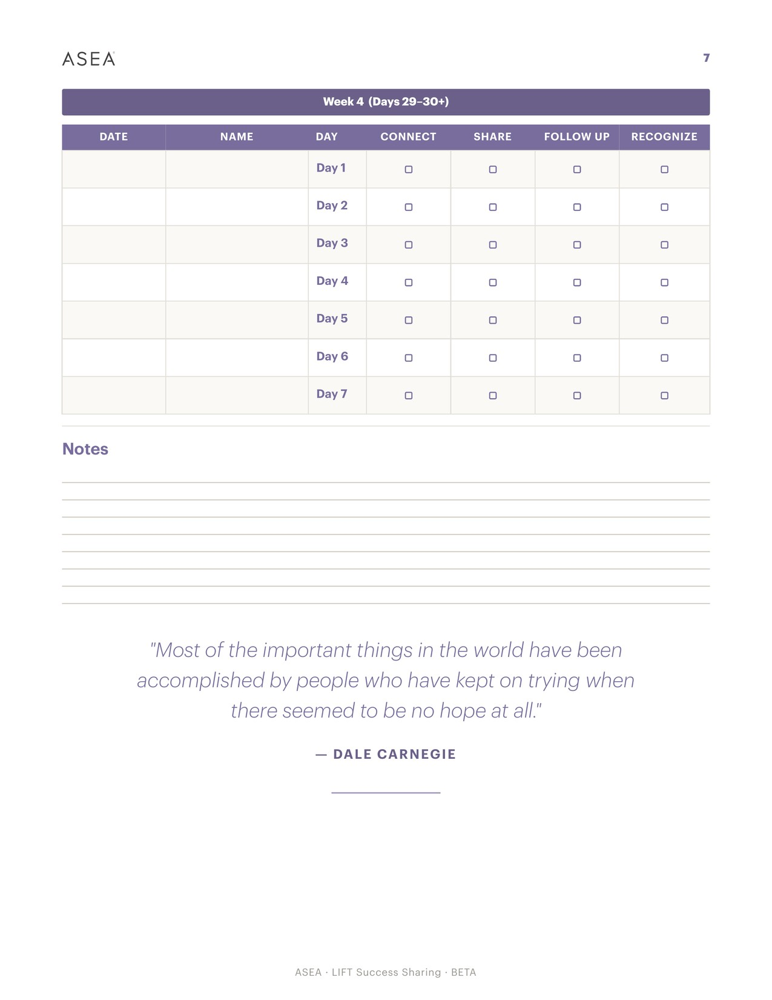 ASEA
7
Week 4 (Days 29–30+)
DATE NAME DAY CONNECT SHARE FOLLOW UP RECOGNIZE
Day 1
Day 2
Day 3
Day 4
Day 5
Day 6
Day 7
Notes
"Most of the important things in the world have been
accomplished by people who have kept on trying when
there seemed to be no hope at all."
— DALE CARNEGIE
ASEA · LIFT Success Sharing · BETA